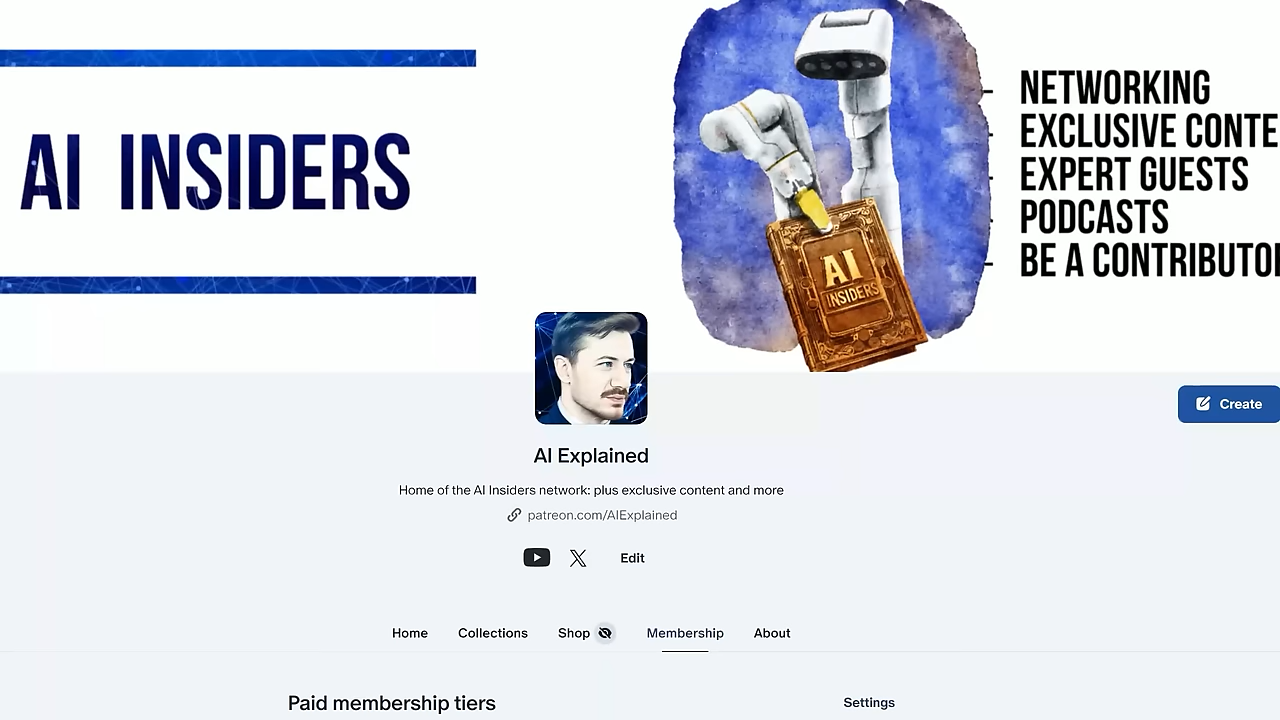 AI INSIDERS
NETWORKING
EXCLUSIVE CONTE
EXPERT GUESTS
PODCASTS
BE A CONTRIBUTOR
AI
INSIDERS
Create
AI Explained
Home of the AI Insiders network: plus exclusive content and more
patreon.com/AIExplained
Edit
Home Collections Shop Membership About
Paid membership tiers Settings